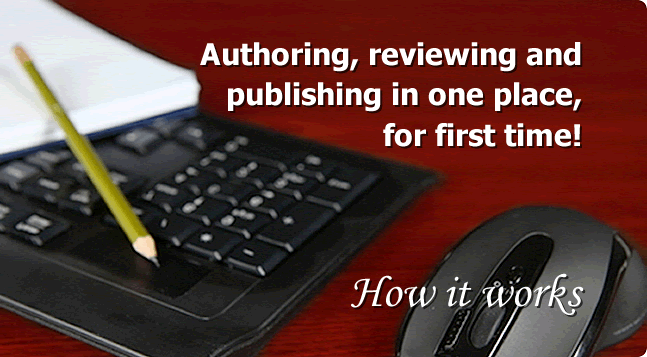 Authoring, reviewing and
publishing in one place,
for first time!
How it works